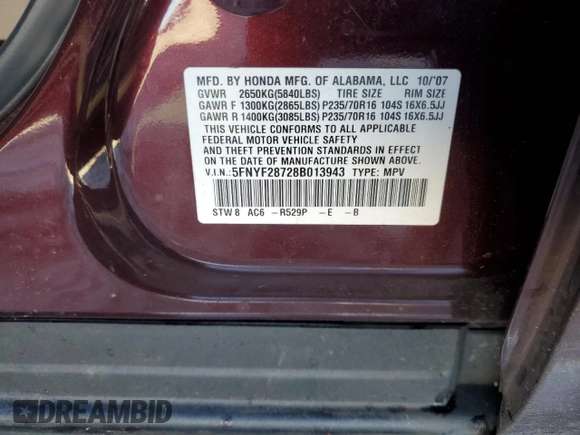 MFD. BY HONDA MFG. OF ALABAMA, LLC 10/'07
GVWR 2650KG(5840LBS) TIRE SIZE RIM SIZE
GAWR F 1300KG(2865LBS) P235/70R16 104S 16X6.5JJ
GAWR R 1400KG(3085LBS) P235/70R16 104S 16X6.5JJ
THIS VEHICLE CONFORMS TO ALL APPLICABLE
FEDERAL MOTOR VEHICLE SAFETY
AND THEFT PREVENTION STANDARDS IN EFFECT
ON THE DATE OF MANUFACTURE SHOWN ABOVE.
V.I.N.: 5FNYF28728B013943 TYPE: MPV
STW8 AC6 -R529P -E -B
DREAMBID